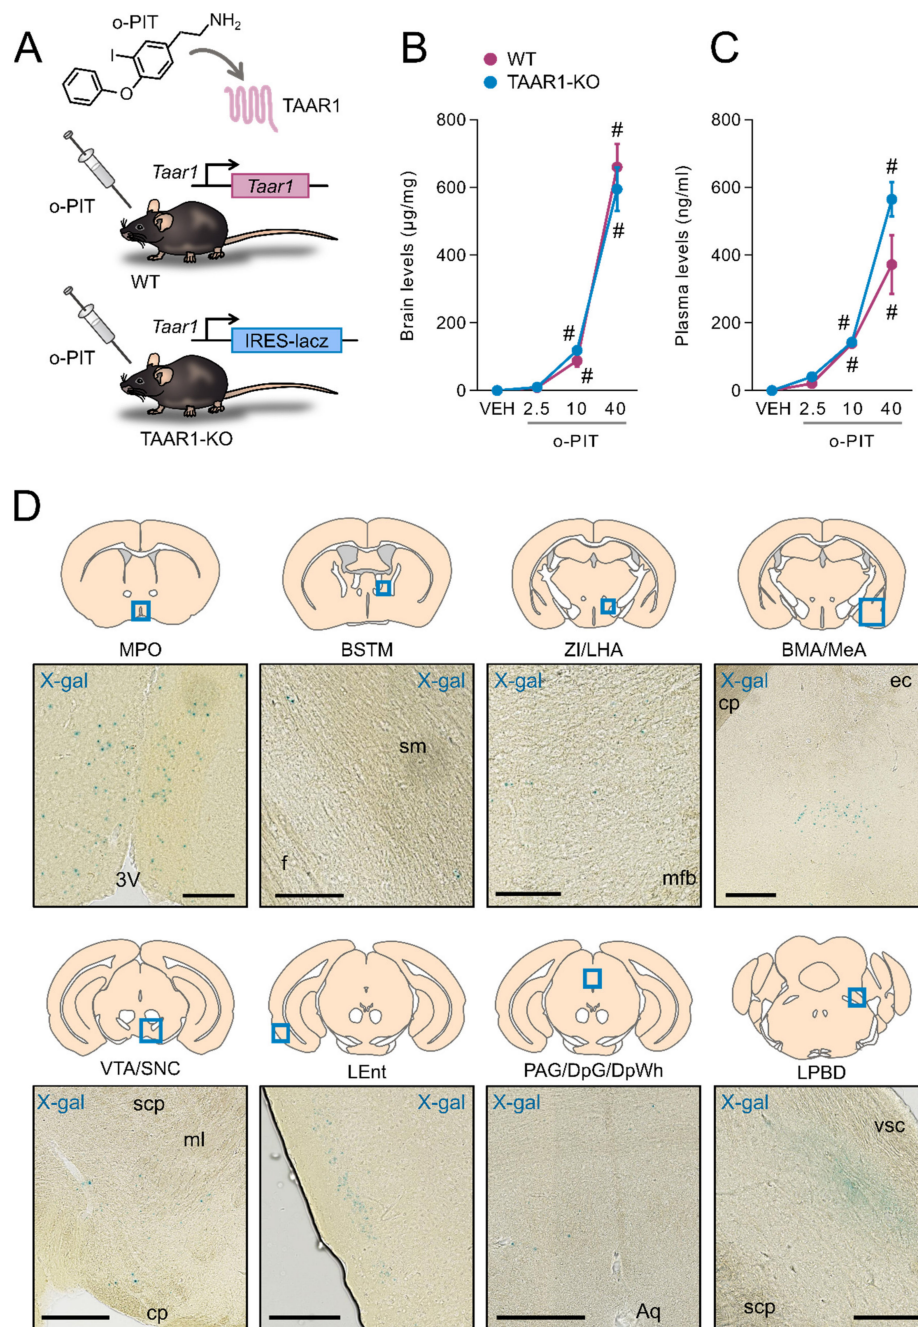 A
o-PIT
NH2
I
O
TAAR1
o-PIT
Taar1
Taar1
WT
o-PIT
Taar1
IRES-lacz
TAAR1-KO
B
WT
TAAR1-KO
Brain levels (µg/mg)
800
600
400
200
0
#
#
#
#
VEH 2.5 10 40
o-PIT
C
Plasma levels (ng/ml)
800
600
400
200
0
#
#
#
#
VEH 2.5 10 40
o-PIT
D
MPO
BSTM
ZI/LHA
BMA/MeA
X-gal
3V
X-gal
sm
f
X-gal
mfb
X-gal
ec
cp
VTA/SNC
LEnt
PAG/DpG/DpWh
LPBD
X-gal
scp
ml
cp
X-gal
X-gal
Aq
X-gal
vsc
scp